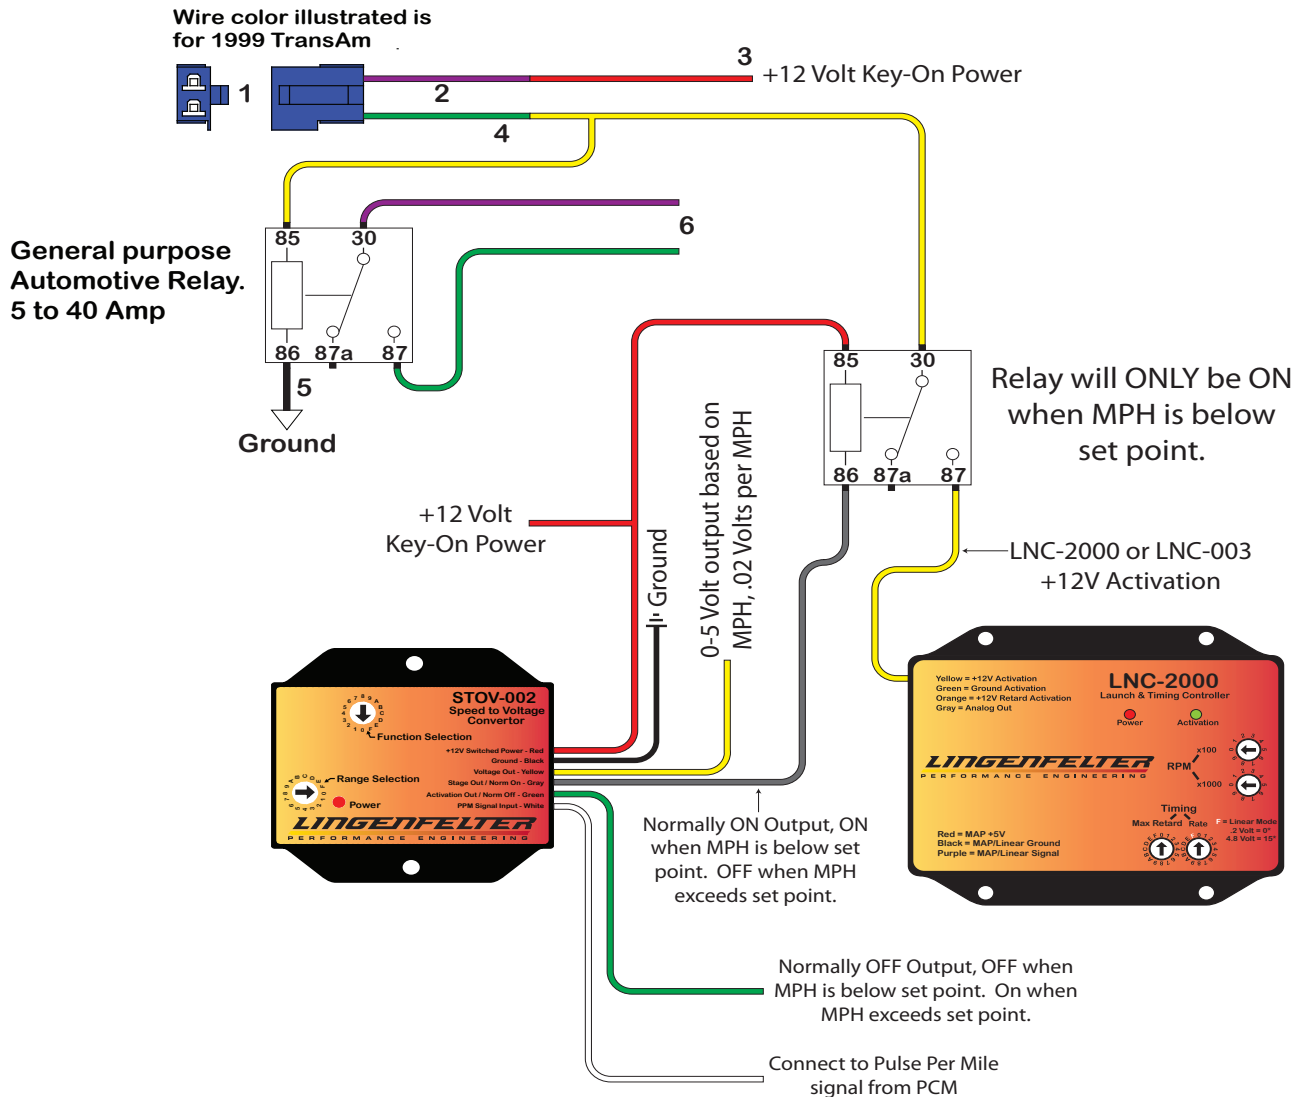 Wire color illustrated is
for 1999 TransAm
1
2
3
+12 Volt Key-On Power
4
6
General purpose
Automotive Relay.
5 to 40 Amp
85
30
86
87a
87
5
Ground
85
30
86
87a
87
Relay will ONLY be ON
when MPH is below
set point.
+12 Volt
Key-On Power
Ground
0-5 Volt output based on
MPH, .02 Volts per MPH
LNC-2000 or LNC-003
+12V Activation
STOV-002
Speed to Voltage
Convertor
Function Selection
Range Selection
Power
+12V Switched Power - Red
Ground - Black
Voltage Out - Yellow
Stage Out / Norm On - Gray
Activation Out / Norm Off - Green
PPM Signal Input - White
LINGENFELTER
PERFORMANCE ENGINEERING
Yellow = +12V Activation
Green = Ground Activation
Orange = +12V Retard Activation
Gray = Analog Out
LNC-2000
Launch & Timing Controller
Power
Activation
LINGENFELTER
PERFORMANCE ENGINEERING
x100
RPM
x1000
Timing
Max Retard
Rate
F = Linear Mode
.2 Volt = 0°
4.8 Volt = 15°
Red = MAP +5V
Black = MAP/Linear Ground
Purple = MAP/Linear Signal
Normally ON Output, ON
when MPH is below set
point. OFF when MPH
exceeds set point.
Normally OFF Output, OFF when
MPH is below set point. On when
MPH exceeds set point.
Connect to Pulse Per Mile
signal from PCM